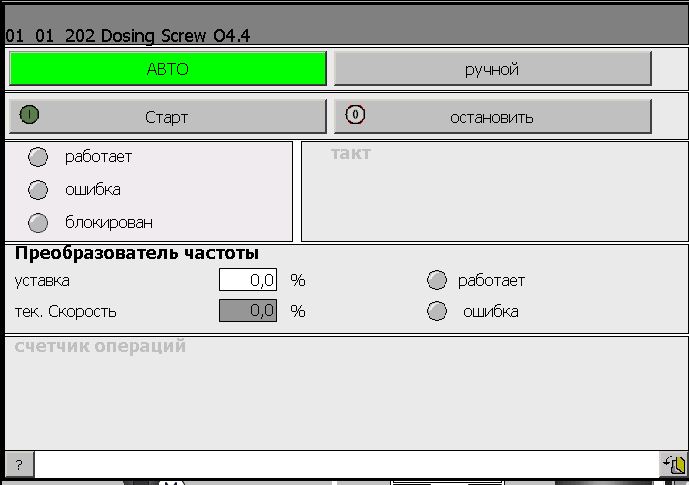 01 01 202 Dosing Screw O4.4
АВТО ручной
Старт 0 остановить
работает
такт
ошибка
блокирован
Преобразователь частоты
уставка 0,0 % работает
тек. Скорость 0,0 % ошибка
счетчик операций
?